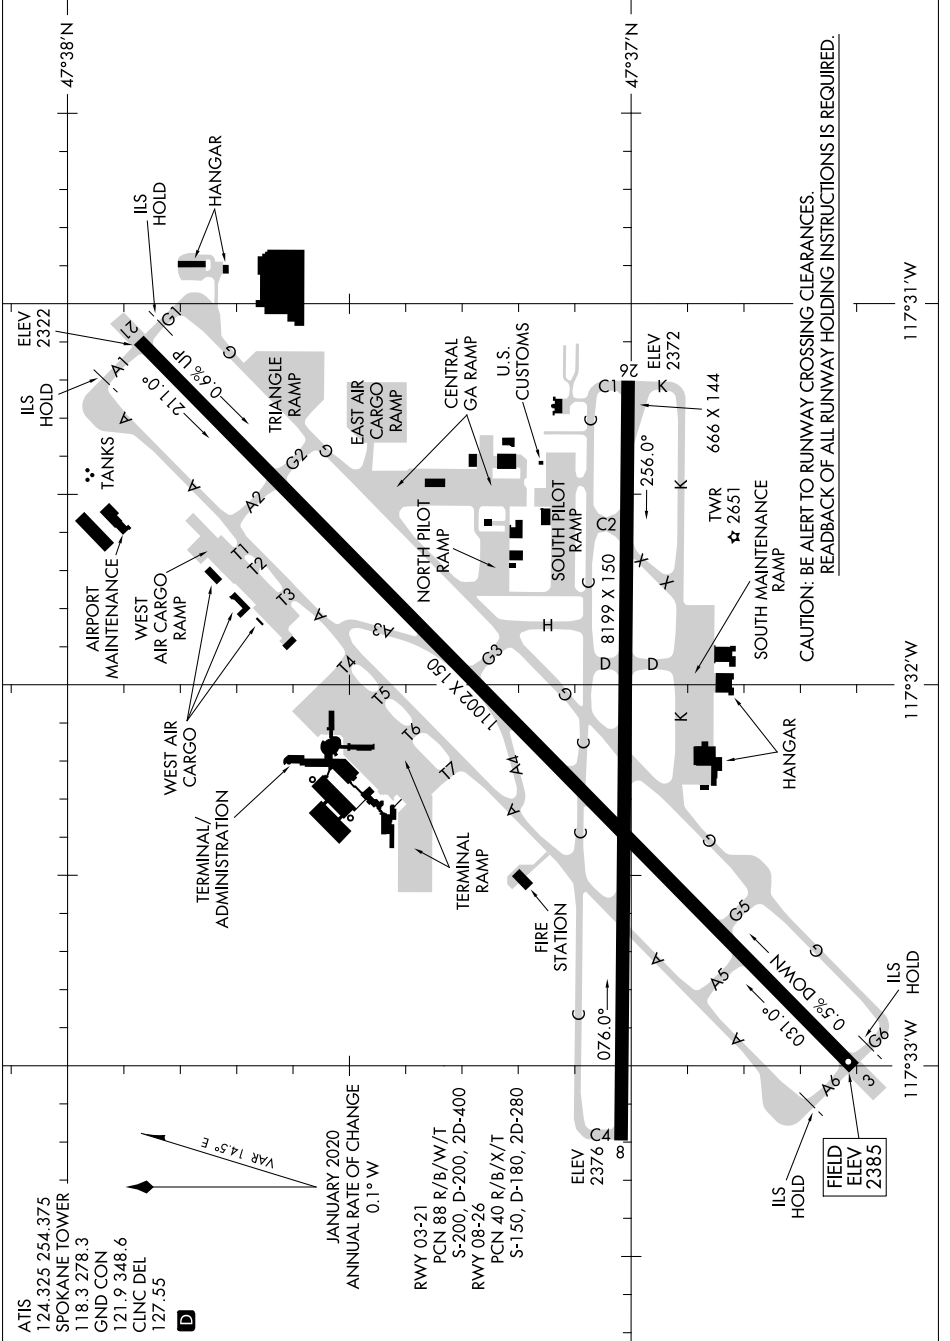 ATIS
124.325 254.375
SPOKANE TOWER
118.3 278.3
GND CON
121.9 348.6
CLNC DEL
127.55
D
VAR 14.5° E
JANUARY 2020
ANNUAL RATE OF CHANGE
0.1° W
RWY 03-21
PCN 88 R/B/W/T
S-200, D-200, 2D-400
RWY 08-26
PCN 40 R/B/X/T
S-150, D-180, 2D-280
47°38'N
47°37'N
117°31'W
117°32'W
117°33'W
ILS
HOLD
ELEV
2322
ILS
HOLD
HANGAR
21
A1
G1
G
A
211.0°
0.6% UP
TANKS
A
A2
G2
G
TRIANGLE
RAMP
EAST AIR
CARGO
RAMP
CENTRAL
GA RAMP
U.S.
CUSTOMS
AIRPORT
MAINTENANCE
WEST
AIR CARGO
RAMP
T1
T2
T3
A
A3
WEST AIR
CARGO
T4
T5
T6
T7
TERMINAL/
ADMINISTRATION
TERMINAL
RAMP
11002 X 150
G3
G
A4
A
NORTH PILOT
RAMP
SOUTH PILOT
RAMP
H
C
C
C1
26
K
ELEV
2372
666 X 144
256.0°
C2
8199 X 150
X
X
K
TWR
2651
SOUTH MAINTENANCE
RAMP
D
D
K
HANGAR
C
C
FIRE
STATION
C
076.0°
C4
8
ELEV
2376
A
G
G5
A5
G
A
031.0°
0.5% DOWN
ILS
HOLD
G6
A6
3
ILS
HOLD
FIELD
ELEV
2385
CAUTION: BE ALERT TO RUNWAY CROSSING CLEARANCES.
READBACK OF ALL RUNWAY HOLDING INSTRUCTIONS IS REQUIRED.